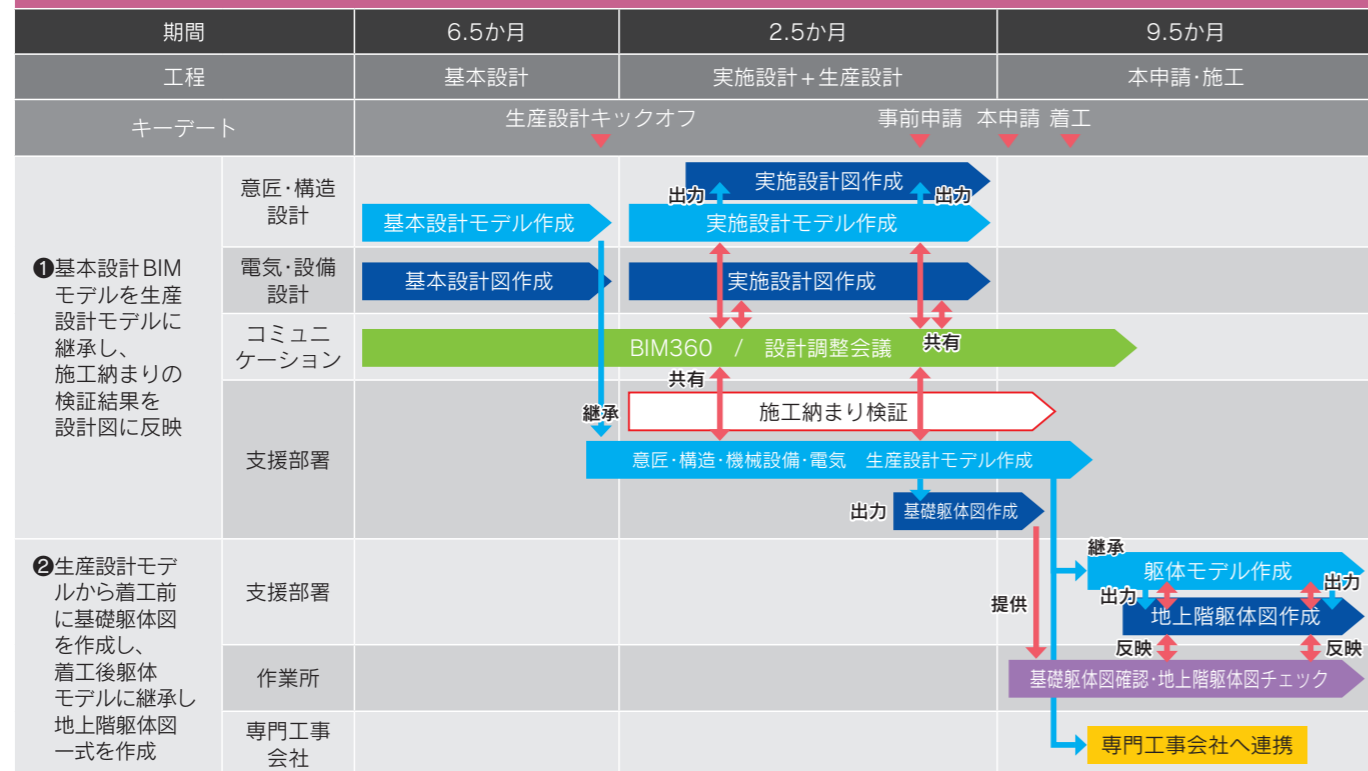 期間
6.5か月
2.5か月
9.5か月
工程
基本設計
実施設計+生産設計
本申請・施工
キーデート
生産設計キックオフ
事前申請
本申請
着工
❶基本設計BIM
モデルを生産
設計モデルに
継承し、
施工納まりの
検証結果を
設計図に反映
意匠・構造
設計
実施設計図作成
出力
出力
基本設計モデル作成
実施設計モデル作成
電気・設備
設計
基本設計図作成
実施設計図作成
コミュニ
ケーション
BIM360 / 設計調整会議
共有
共有
支援部署
継承
施工納まり検証
意匠・構造・機械設備・電気 生産設計モデル作成
出力
基礎躯体図作成
❷生産設計モデ
ルから着工前
に基礎躯体図
を作成し、
着工後躯体
モデルに継承し
地上階躯体図
一式を作成
支援部署
継承
躯体モデル作成
提供
出力
出力
地上階躯体図作成
反映
反映
作業所
基礎躯体図確認・地上階躯体図チェック
専門工事
会社
専門工事会社へ連携